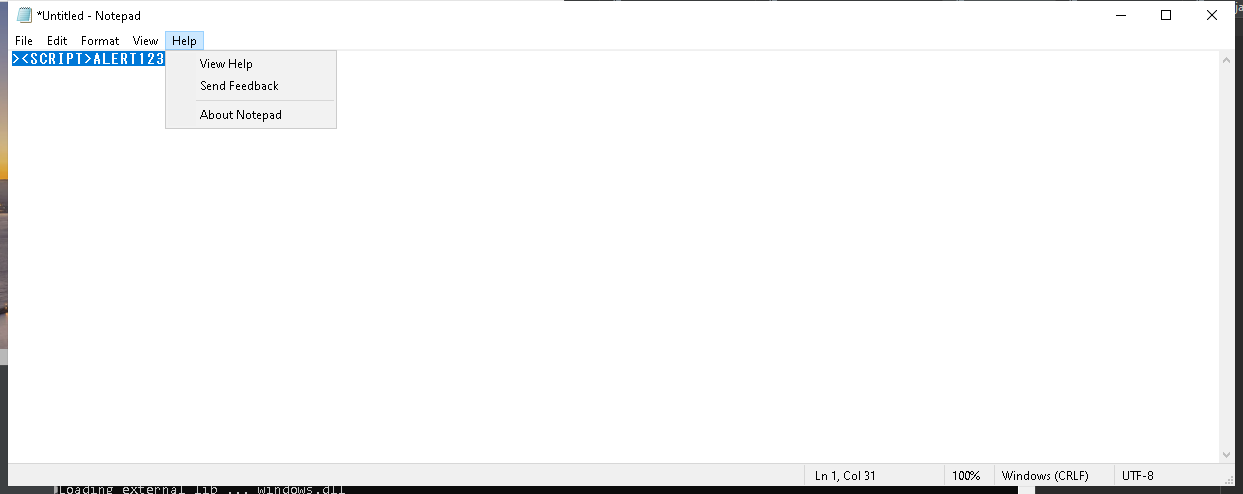 *Untitled - Notepad
File Edit Format View Help
><SCRIPT>ALERT123
View Help
Send Feedback
About Notepad
Ln 1, Col 31 100% Windows (CRLF) UTF-8
Loading external lib ... windows.dll